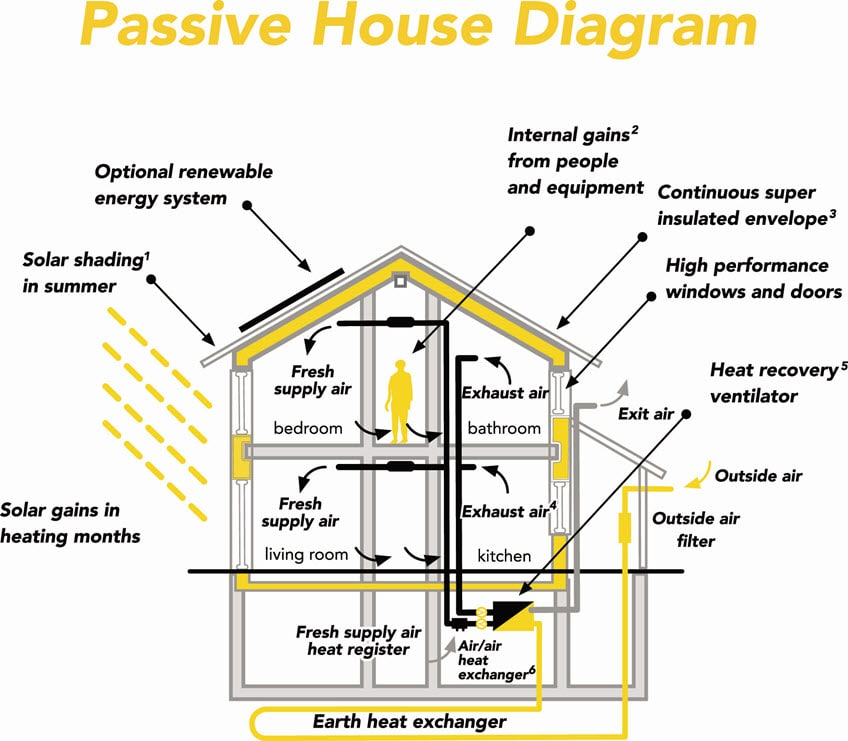 Passive House Diagram
Internal gains²
from people
and equipment
Optional renewable
energy system
Continuous super
insulated envelope³
Solar shading¹
in summer
High performance
windows and doors
Heat recovery⁵
ventilator
Fresh
supply air
Exhaust air
Exit air
bedroom
bathroom
Outside air
Fresh
supply air
Exhaust air⁴
Outside air
filter
Solar gains in
heating months
living room
kitchen
Fresh supply air
heat register
Air/air
heat
exchanger⁶
Earth heat exchanger